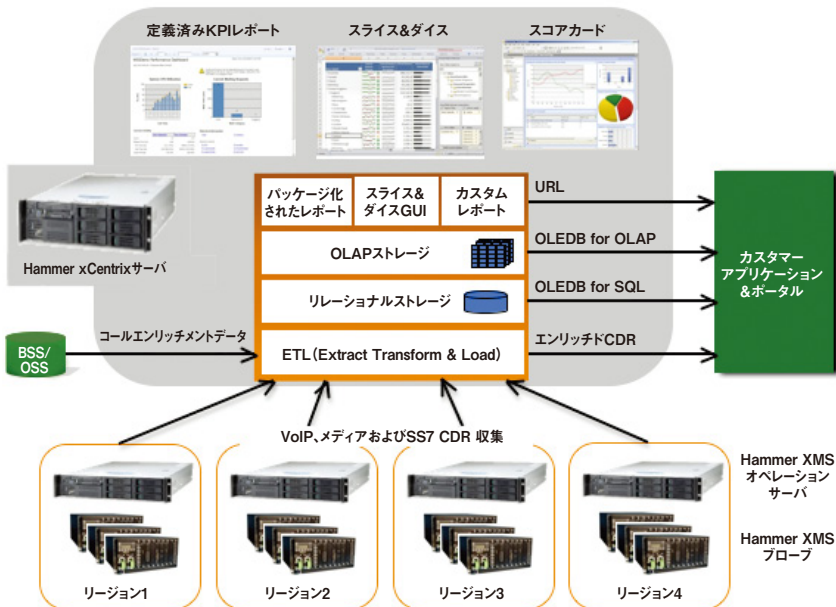 定義済みKPIレポート
スライス&ダイス
スコアカード
パッケージ化
されたレポート
スライス&
ダイスGUI
カスタム
レポート
URL
OLAPストレージ
OLEDB for OLAP
リレーショナルストレージ
OLEDB for SQL
Hammer xCentrixサーバ
カスタマー
アプリケーション
&ポータル
コールエンリッチメントデータ
BSS/
OSS
ETL(Extract Transform & Load)
エンリッチドCDR
VoIP、メディアおよびSS7 CDR 収集
Hammer XMS
オペレーション
サーバ
Hammer XMS
プローブ
リージョン1
リージョン2
リージョン3
リージョン4